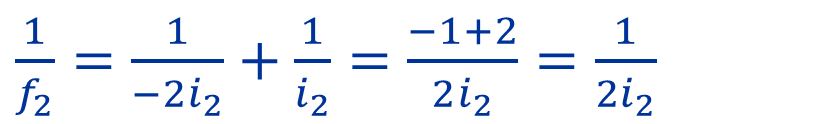 1/f₂ = 1/−2i₂ + 1/i₂ = −1+2/2i₂ = 1/2i₂